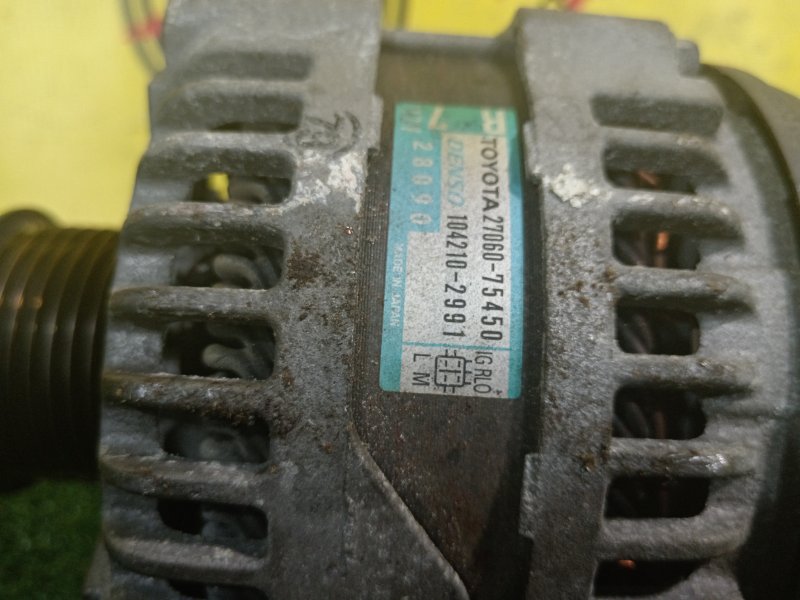 TOYOTA 27060-75450 IG RLO
DENSO 104210-2991 L M
28090
MADE IN JAPAN